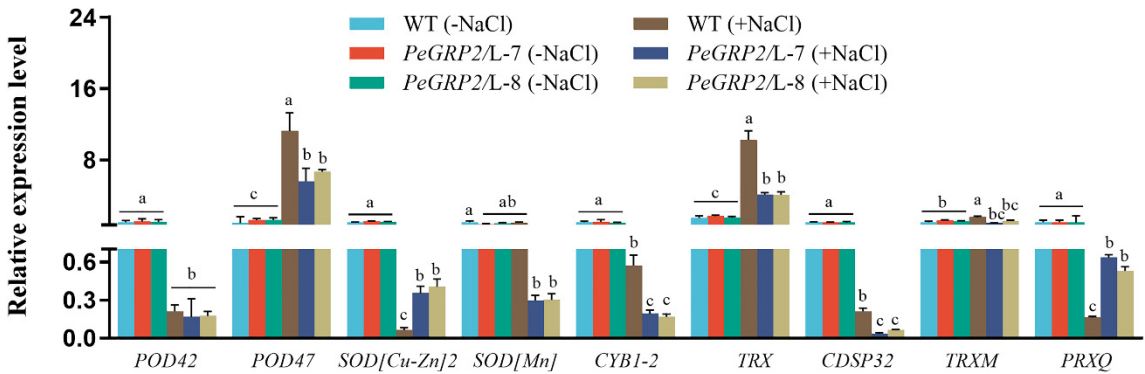 Relative expression level
24
16
8
0.6
0.3
0.0
WT (-NaCl)
PeGRP2/L-7 (-NaCl)
PeGRP2/L-8 (-NaCl)
WT (+NaCl)
PeGRP2/L-7 (+NaCl)
PeGRP2/L-8 (+NaCl)
a
b
c
a
b
b
a
c
b
b
a
ab
b
b
a
b
c
c
c
a
b
b
a
b
c
c
b
a
bc
bc
a
c
b
b
POD42
POD47
SOD[Cu-Zn]2
SOD[Mn]
CYB1-2
TRX
CDSP32
TRXM
PRXQ